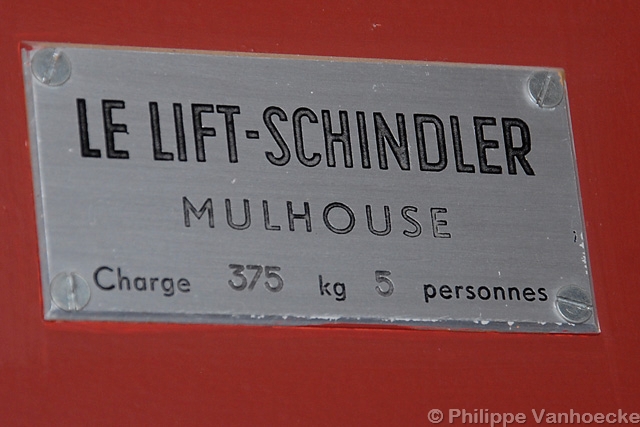 LE LIFT-SCHINDLER
MULHOUSE
Charge 375 kg 5 personnes
© Philippe Vanhoecke